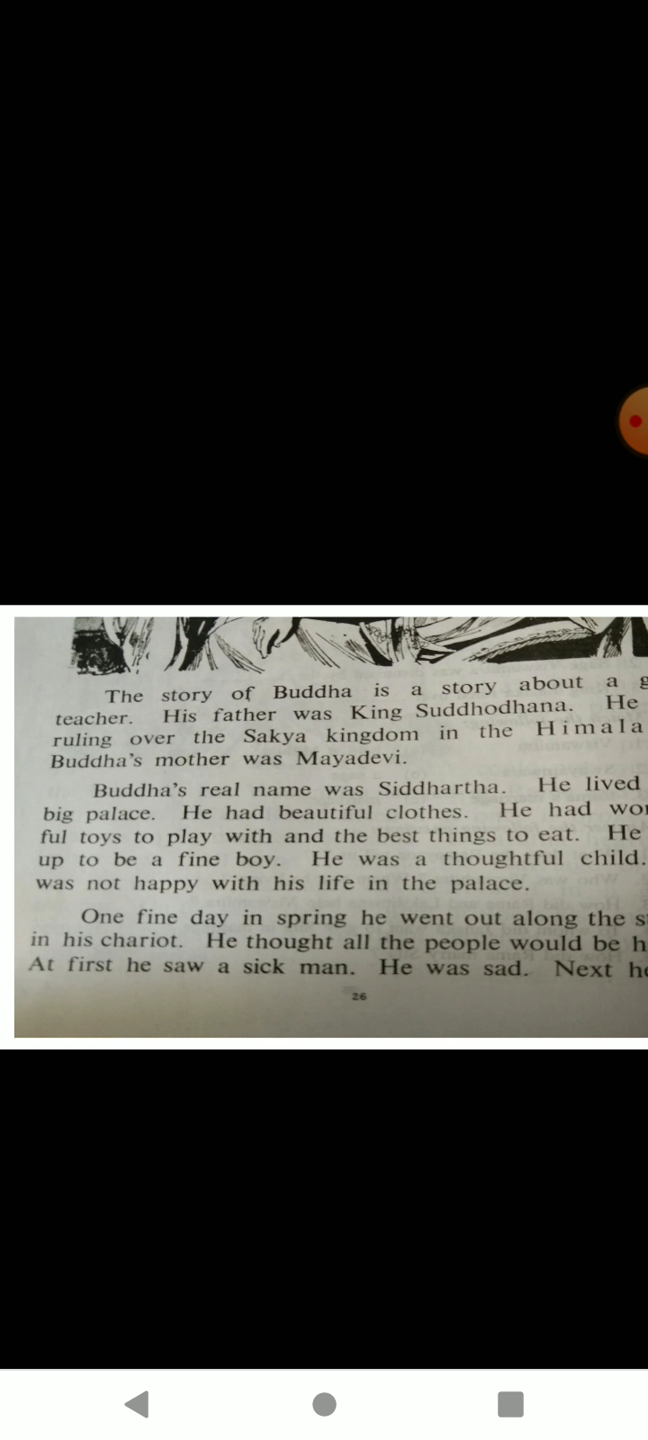 The story of Buddha is a story about a g
teacher. His father was King Suddhodhana. He
ruling over the Sakya kingdom in the Himala
Buddha's mother was Mayadevi.
Buddha's real name was Siddhartha. He lived
big palace. He had beautiful clothes. He had wo
ful toys to play with and the best things to eat. He
up to be a fine boy. He was a thoughtful child.
was not happy with his life in the palace.
One fine day in spring he went out along the s
in his chariot. He thought all the people would be h
At first he saw a sick man. He was sad. Next he
26